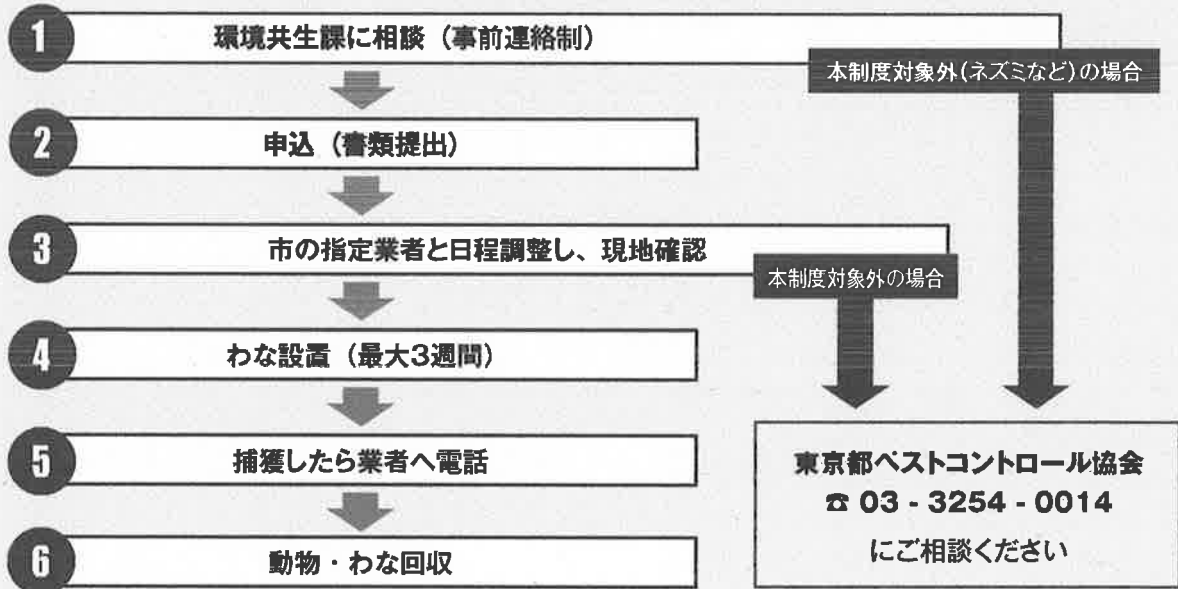 1 環境共生課に相談（事前連絡制）
本制度対象外(ネズミなど)の場合
2 申込（書類提出）
3 市の指定業者と日程調整し、現地確認
本制度対象外の場合
4 わな設置（最大3週間）
5 捕獲したら業者へ電話
6 動物・わな回収
東京都ペストコントロール協会
☎ 03 - 3254 - 0014
にご相談ください